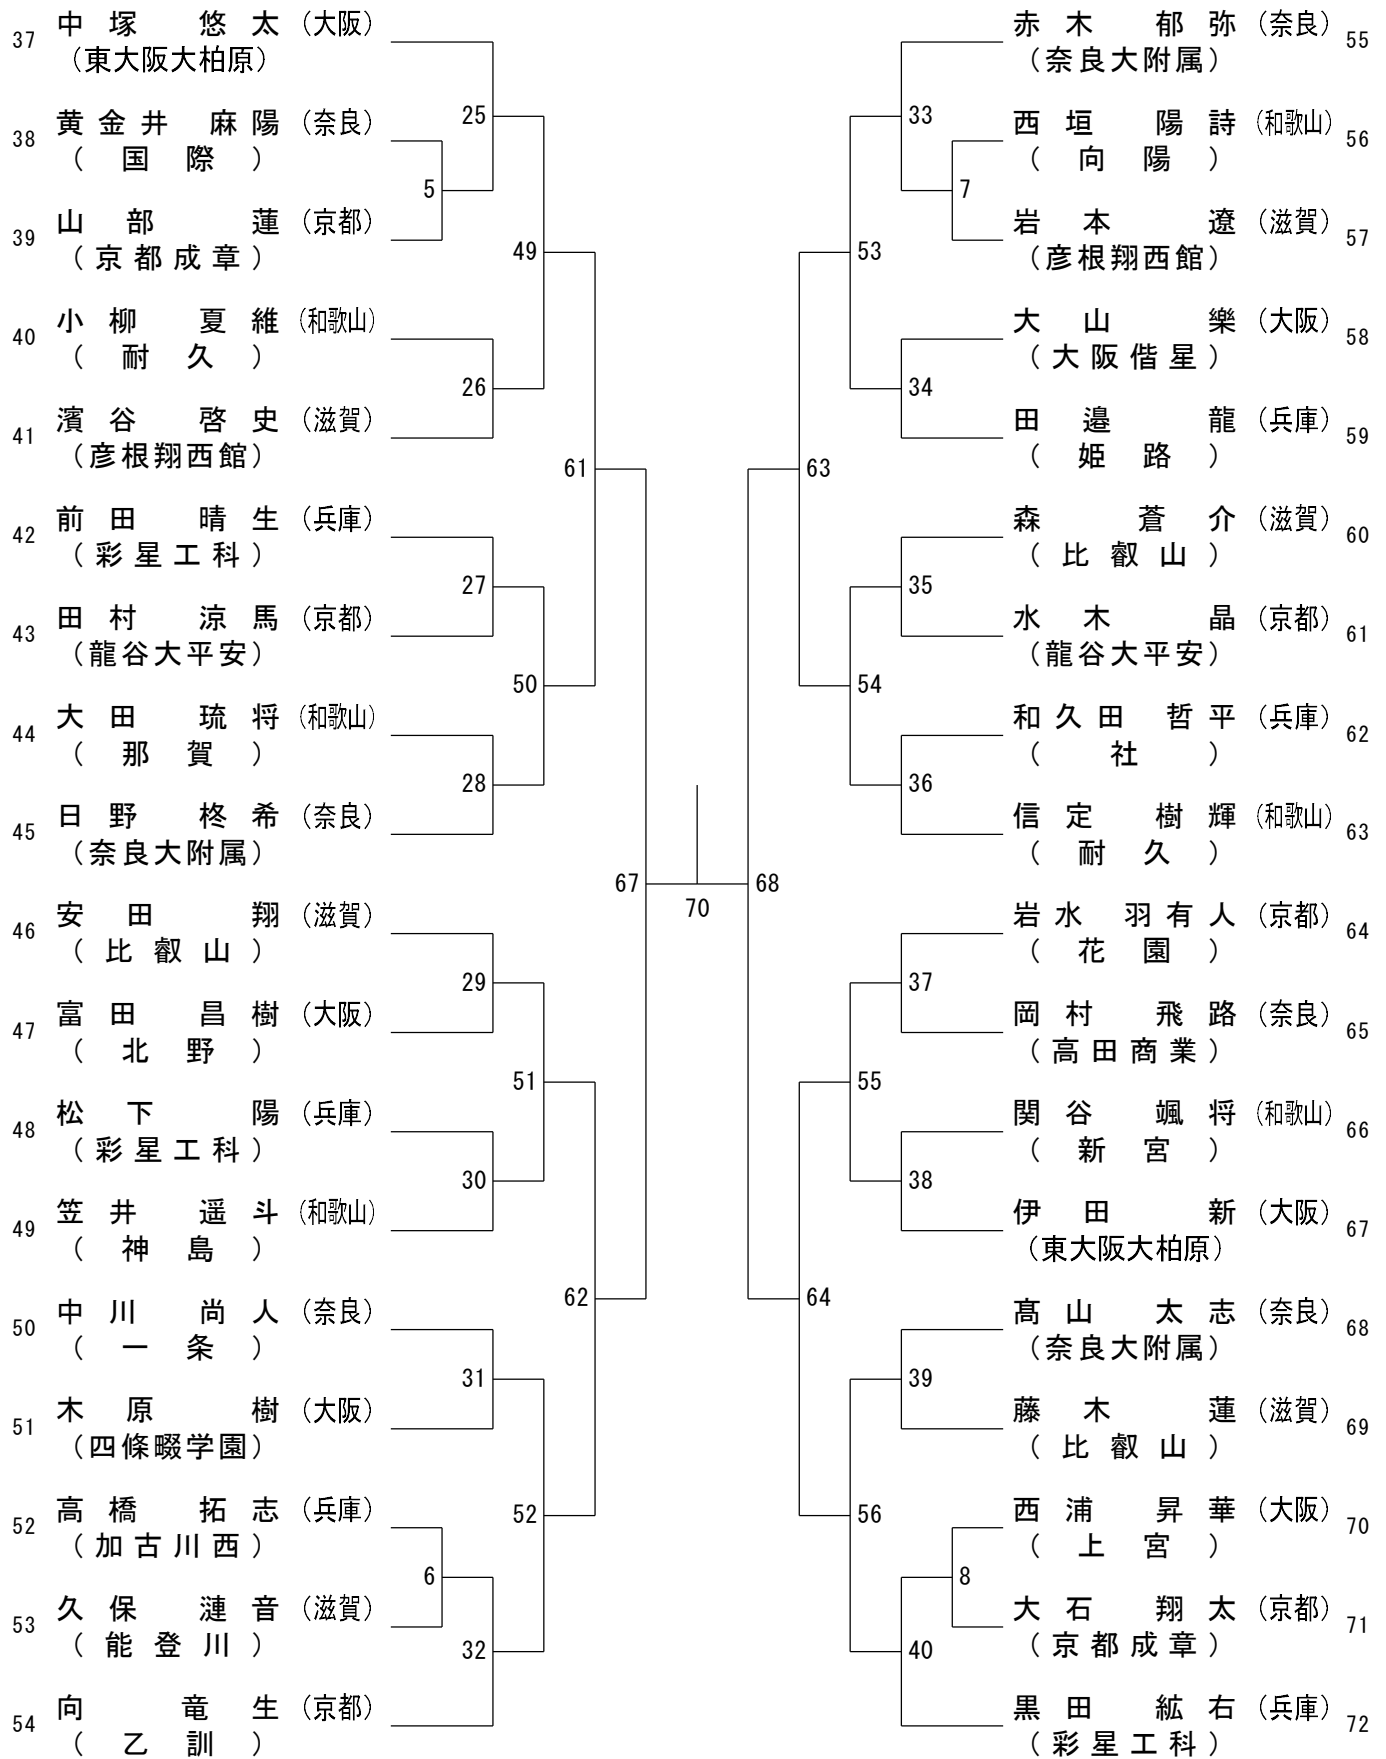 37 中塚 悠太 (大阪)
(東大阪大柏原)
38 黄金井 麻陽 (奈良)
(国際)
39 山部 蓮 (京都)
(京都成章)
40 小柳 夏維 (和歌山)
(耐久)
41 濱谷 啓史 (滋賀)
(彦根翔西館)
42 前田 晴生 (兵庫)
(彩星工科)
43 田村 涼馬 (京都)
(龍谷大平安)
44 大田 琉将 (和歌山)
(那賀)
45 日野 柊希 (奈良)
(奈良大附属)
46 安田 翔 (滋賀)
(比叡山)
47 富田 昌樹 (大阪)
(北野)
48 松下 陽 (兵庫)
(彩星工科)
49 笠井 遥斗 (和歌山)
(神島)
50 中川 尚人 (奈良)
(一条)
51 木原 樹 (大阪)
(四條畷学園)
52 高橋 拓志 (兵庫)
(加古川西)
53 久保 漣音 (滋賀)
(能登川)
54 向 竜生 (京都)
(乙訓)
5
6
25
26
27
28
29
30
31
32
49
50
51
52
61
62
67
70
68
63
64
53
54
55
56
33
34
35
36
37
38
39
40
7
8
赤木 郁弥 (奈良) 55
(奈良大附属)
西垣 陽詩 (和歌山) 56
(向陽)
岩本 遼 (滋賀) 57
(彦根翔西館)
大山 樂 (大阪) 58
(大阪偕星)
田邉 龍 (兵庫) 59
(姫路)
森 蒼介 (滋賀) 60
(比叡山)
水木 晶 (京都) 61
(龍谷大平安)
和久田 哲平 (兵庫) 62
(社)
信定 樹輝 (和歌山) 63
(耐久)
岩水 羽有人 (京都) 64
(花園)
岡村 飛路 (奈良) 65
(高田商業)
関谷 颯将 (和歌山) 66
(新宮)
伊田 新 (大阪) 67
(東大阪大柏原)
髙山 太志 (奈良) 68
(奈良大附属)
藤木 蓮 (滋賀) 69
(比叡山)
西浦 昇華 (大阪) 70
(上宮)
大石 翔太 (京都) 71
(京都成章)
黒田 紘右 (兵庫) 72
(彩星工科)